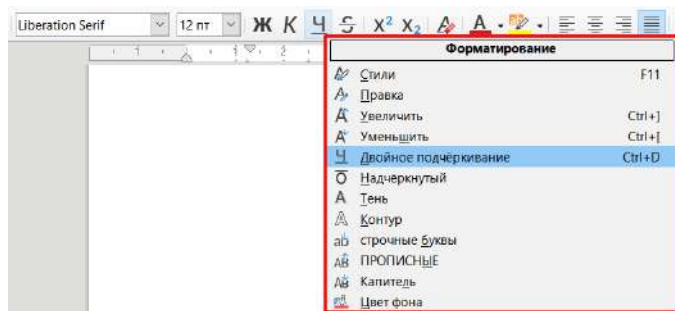 Liberation Serif 12 пт Ж К Ч S X² X₂ A A
Форматирование
Стили F11
Правка
Увеличить Ctrl+]
Уменьшить Ctrl+[
Двойное подчёркивание Ctrl+D
Надчеркнутый
Тень
Контур
строчные буквы
ПРОПИСНЫЕ
Капитель
Цвет фона